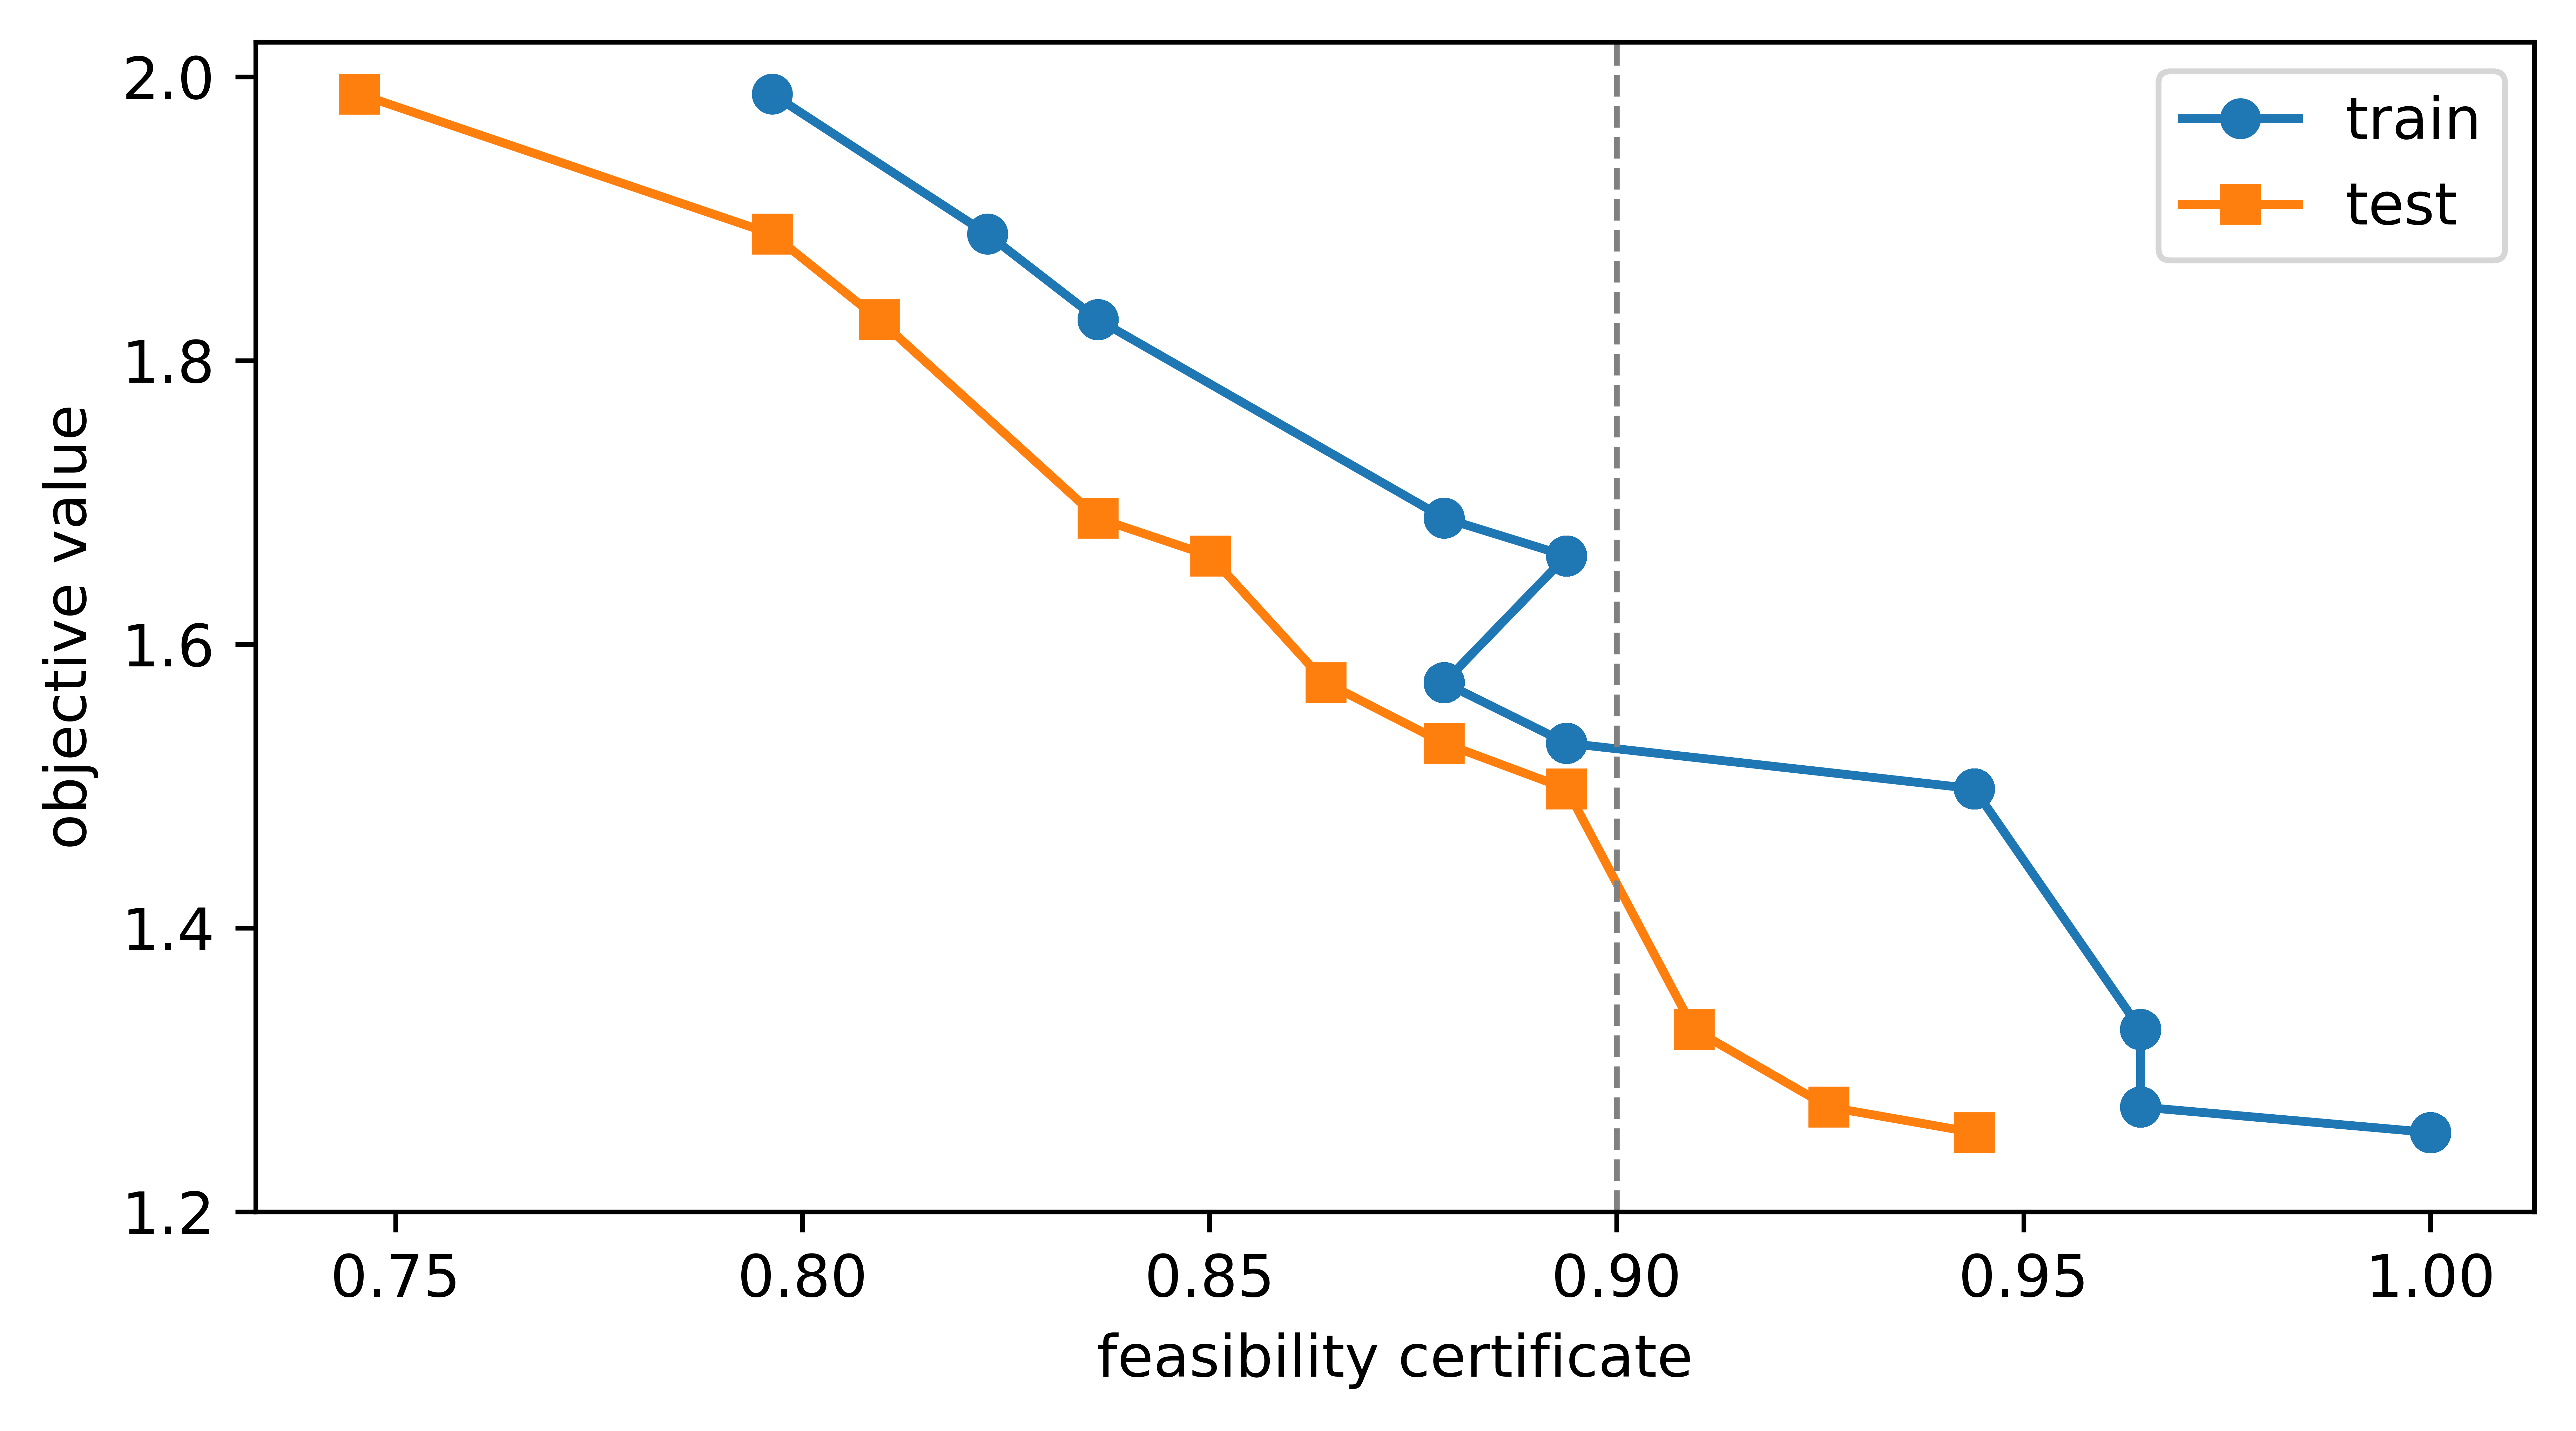 2.0
1.8
1.6
1.4
1.2
objective value
train
test
0.75 0.80 0.85 0.90 0.95 1.00
feasibility certificate